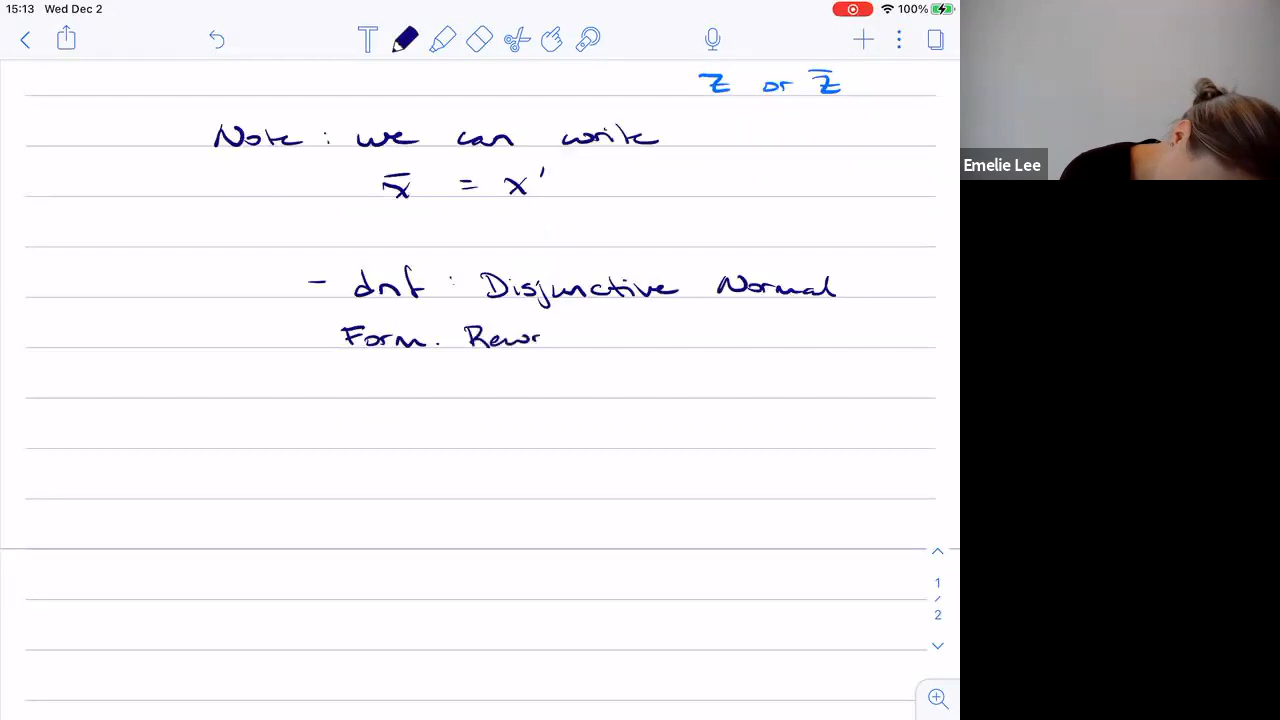 15:13 Wed Dec 2
100%
z or z̅
Note : we can write
x̅ = x'
- dnf : Disjunctive Normal
Form. Rewr
Emelie Lee
1
/
2